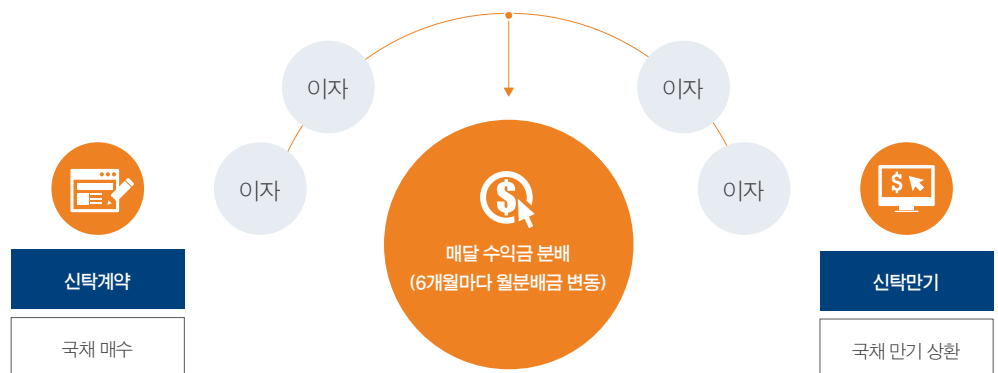 이자
이자
이자
이자
매달 수익금 분배
(6개월마다 월분배금 변동)
신탁계약
국채 매수
신탁만기
국채 만기 상환